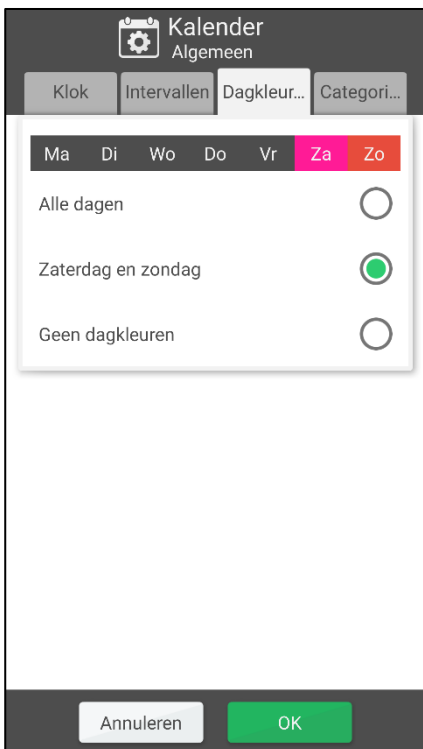 Kalender
Algemeen
Klok Intervallen Dagkleur... Categori...
Ma Di Wo Do Vr Za Zo
Alle dagen
Zaterdag en zondag
Geen dagkleuren
Annuleren OK